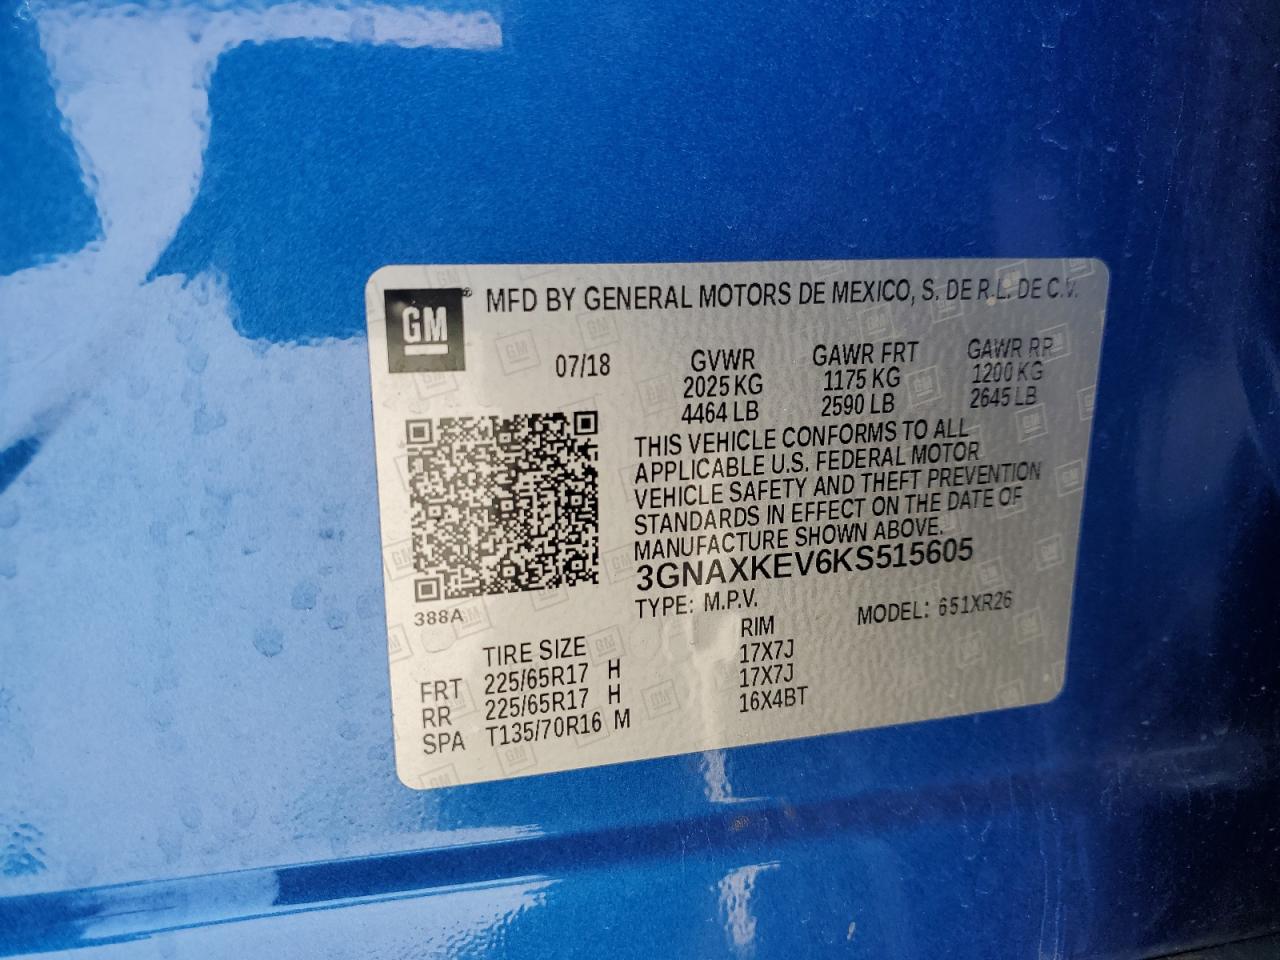 GM® MFD BY GENERAL MOTORS DE MEXICO, S. DE R.L. DE C.V.
07/18 GVWR GAWR FRT GAWR RR
2025 KG 1175 KG 1200 KG
4464 LB 2590 LB 2645 LB
THIS VEHICLE CONFORMS TO ALL
APPLICABLE U.S. FEDERAL MOTOR
VEHICLE SAFETY AND THEFT PREVENTION
STANDARDS IN EFFECT ON THE DATE OF
MANUFACTURE SHOWN ABOVE.
3GNAXKEV6KS515605
388A TYPE: M.P.V. MODEL: 651XR26
TIRE SIZE RIM
FRT 225/65R17 H 17X7J
RR 225/65R17 H 17X7J
SPA T135/70R16 M 16X4BT